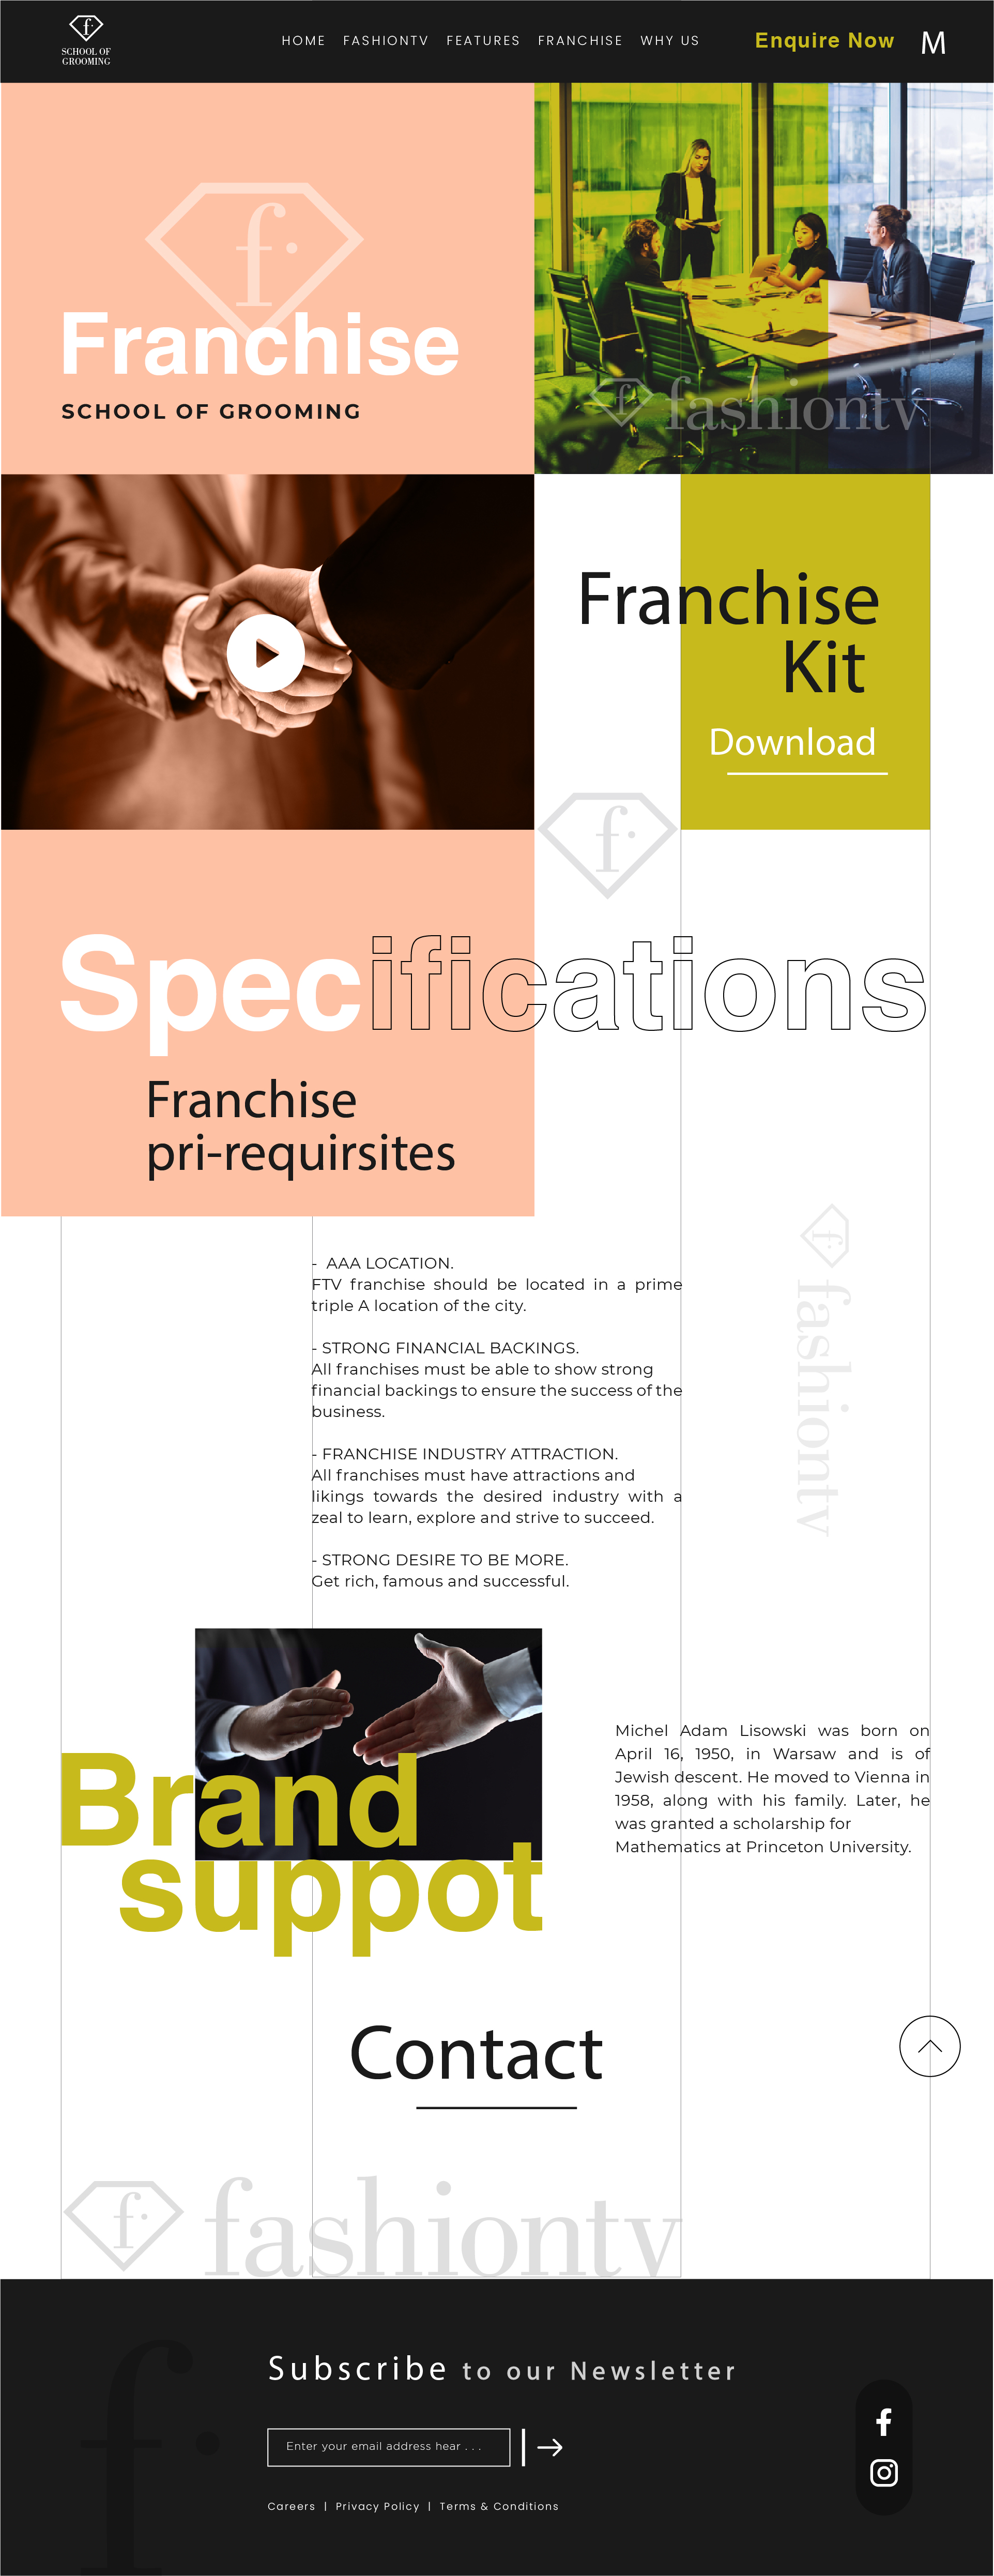 f
SCHOOL OF
GROOMING
HOME FASHIONTV FEATURES FRANCHISE WHY US
Enquire Now M
f
Franchise
SCHOOL OF GROOMING
f fashiontv
Franchise
Kit
Download
f
Specifications
Franchise
pri-requirsites
- AAA LOCATION.
FTV franchise should be located in a prime
triple A location of the city.
- STRONG FINANCIAL BACKINGS.
All franchises must be able to show strong
financial backings to ensure the success of the
business.
- FRANCHISE INDUSTRY ATTRACTION.
All franchises must have attractions and
likings towards the desired industry with a
zeal to learn, explore and strive to succeed.
- STRONG DESIRE TO BE MORE.
Get rich, famous and successful.
f fashiontv
Brand
suppot
Michel Adam Lisowski was born on
April 16, 1950, in Warsaw and is of
Jewish descent. He moved to Vienna in
1958, along with his family. Later, he
was granted a scholarship for
Mathematics at Princeton University.
Contact
f fashiontv
f
Subscribe to our Newsletter
Enter your email address hear . . .
Careers | Privacy Policy | Terms & Conditions